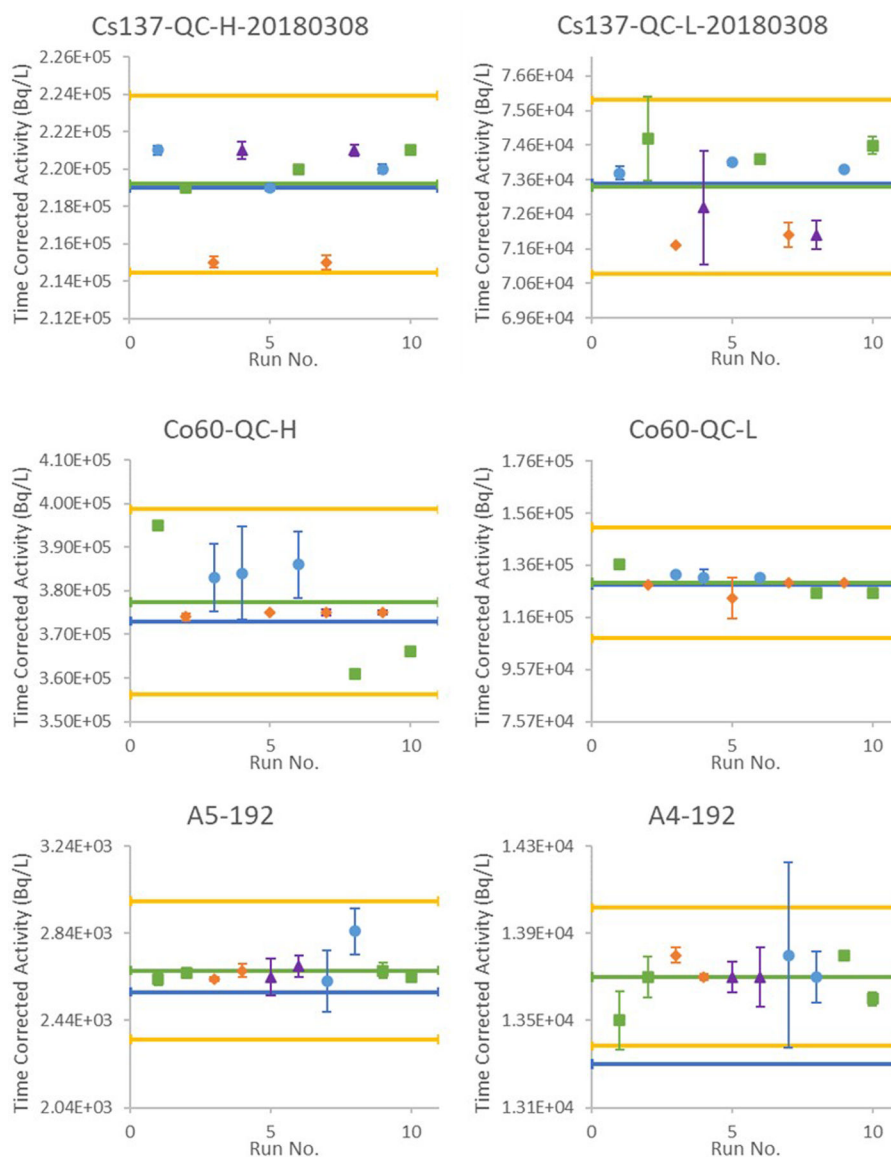 Cs137-QC-H-20180308
Time Corrected Activity (Bq/L)
2.26E+05
2.24E+05
2.22E+05
2.20E+05
2.18E+05
2.16E+05
2.14E+05
2.12E+05
0
5
10
Run No.
Cs137-QC-L-20180308
Time Corrected Activity (Bq/L)
7.66E+04
7.56E+04
7.46E+04
7.36E+04
7.26E+04
7.16E+04
7.06E+04
6.96E+04
0
5
10
Run No.
Co60-QC-H
Time Corrected Activity (Bq/L)
4.10E+05
4.00E+05
3.90E+05
3.80E+05
3.70E+05
3.60E+05
3.50E+05
0
5
10
Run No.
Co60-QC-L
Time Corrected Activity (Bq/L)
1.76E+05
1.56E+05
1.36E+05
1.16E+05
9.57E+04
7.57E+04
0
5
10
Run No.
A5-192
Time Corrected Activity (Bq/L)
3.24E+03
2.84E+03
2.44E+03
2.04E+03
0
5
10
Run No.
A4-192
Time Corrected Activity (Bq/L)
1.43E+04
1.39E+04
1.35E+04
1.31E+04
0
5
10
Run No.